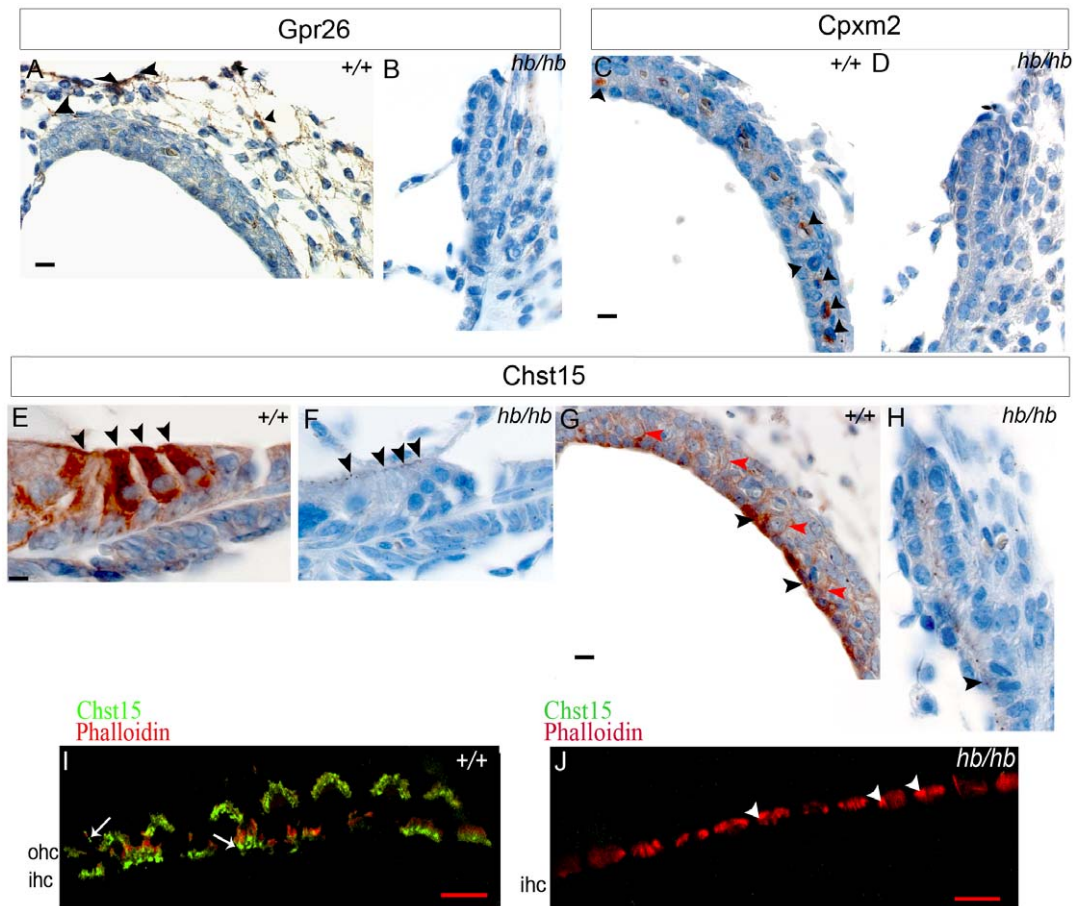 Gpr26
Cpxm2
A
+/+
B
hb/hb
C
+/+
D
hb/hb
Chst15
E
+/+
F
hb/hb
G
+/+
H
hb/hb
Chst15
Phalloidin
I
+/+
ohc
ihc
Chst15
Phalloidin
J
hb/hb
ihc